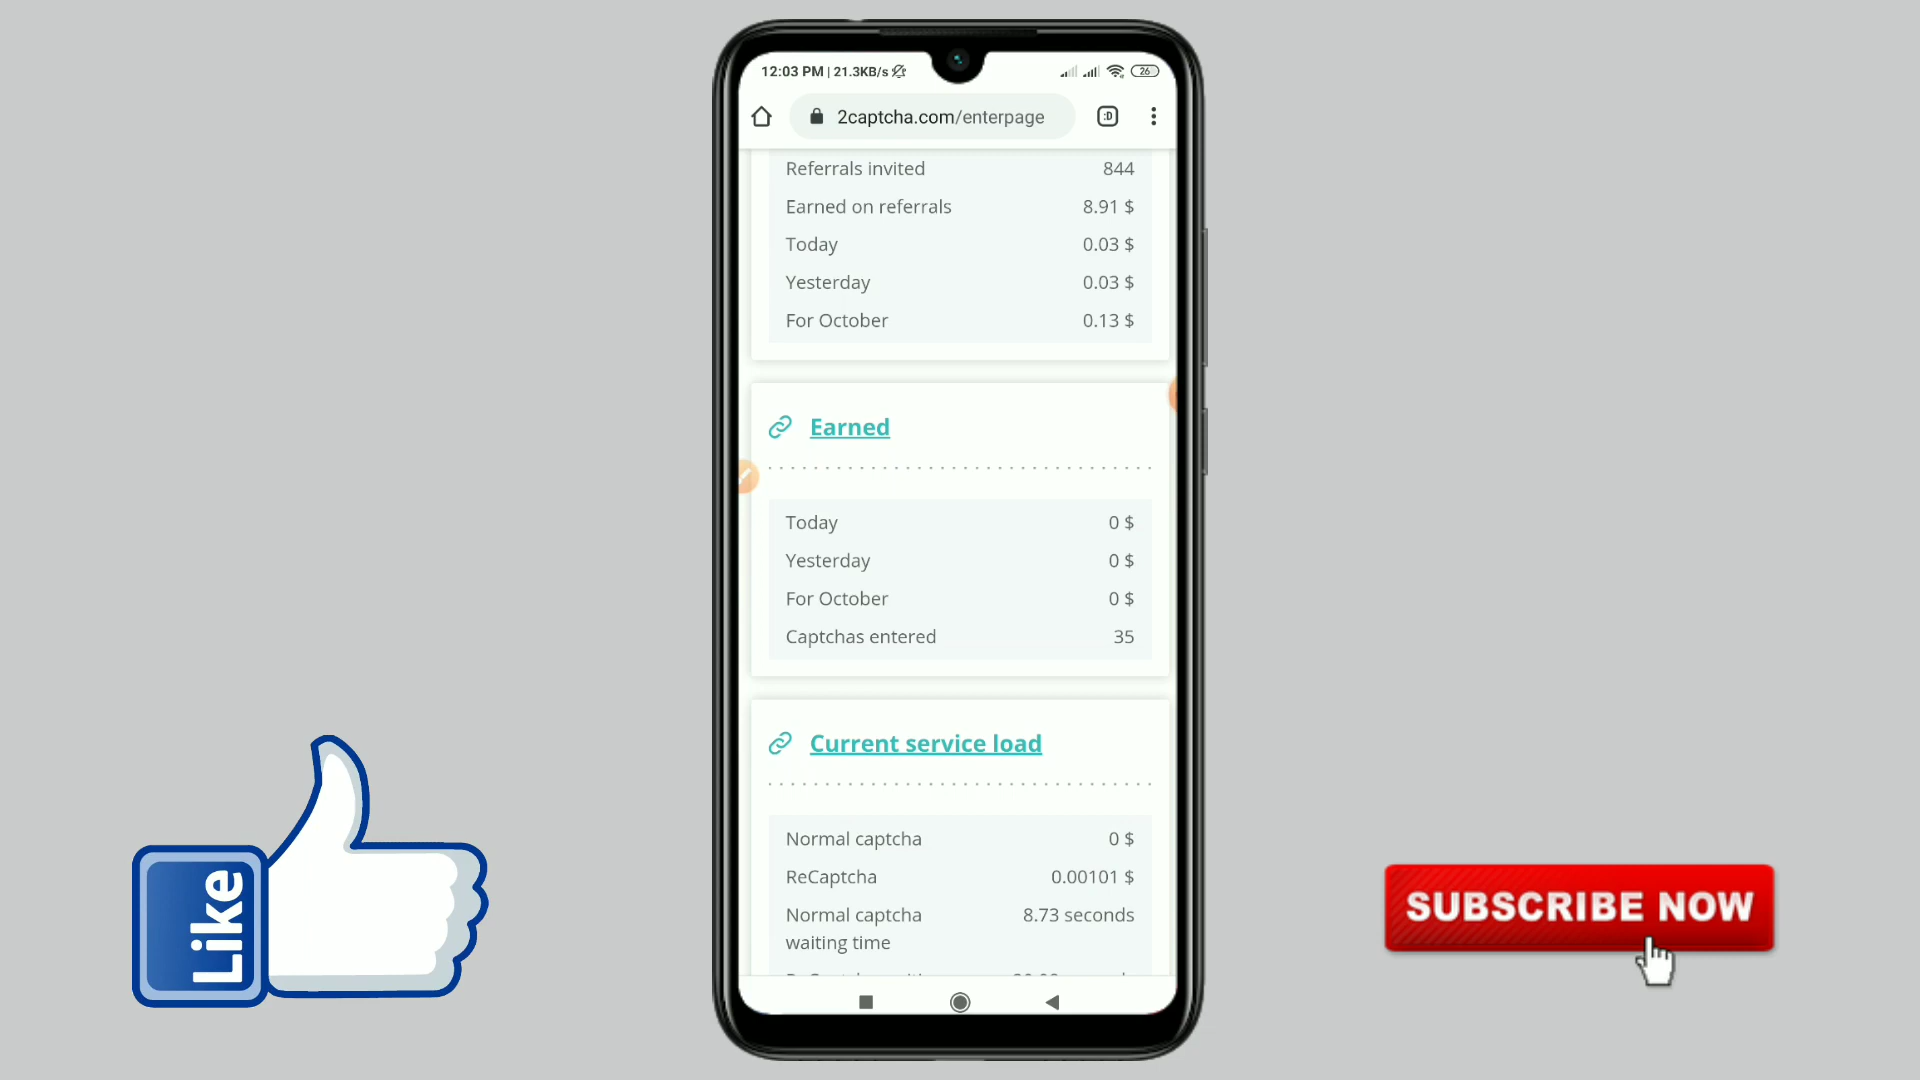 12:03 PM | 21.3KB/s
26
2captcha.com/enterpage
:D
Referrals invited 844
Earned on referrals 8.91 $
Today 0.03 $
Yesterday 0.03 $
For October 0.13 $
Earned
Today 0 $
Yesterday 0 $
For October 0 $
Captchas entered 35
Current service load
Normal captcha 0 $
ReCaptcha 0.00101 $
Normal captcha 8.73 seconds
waiting time
Like
SUBSCRIBE NOW